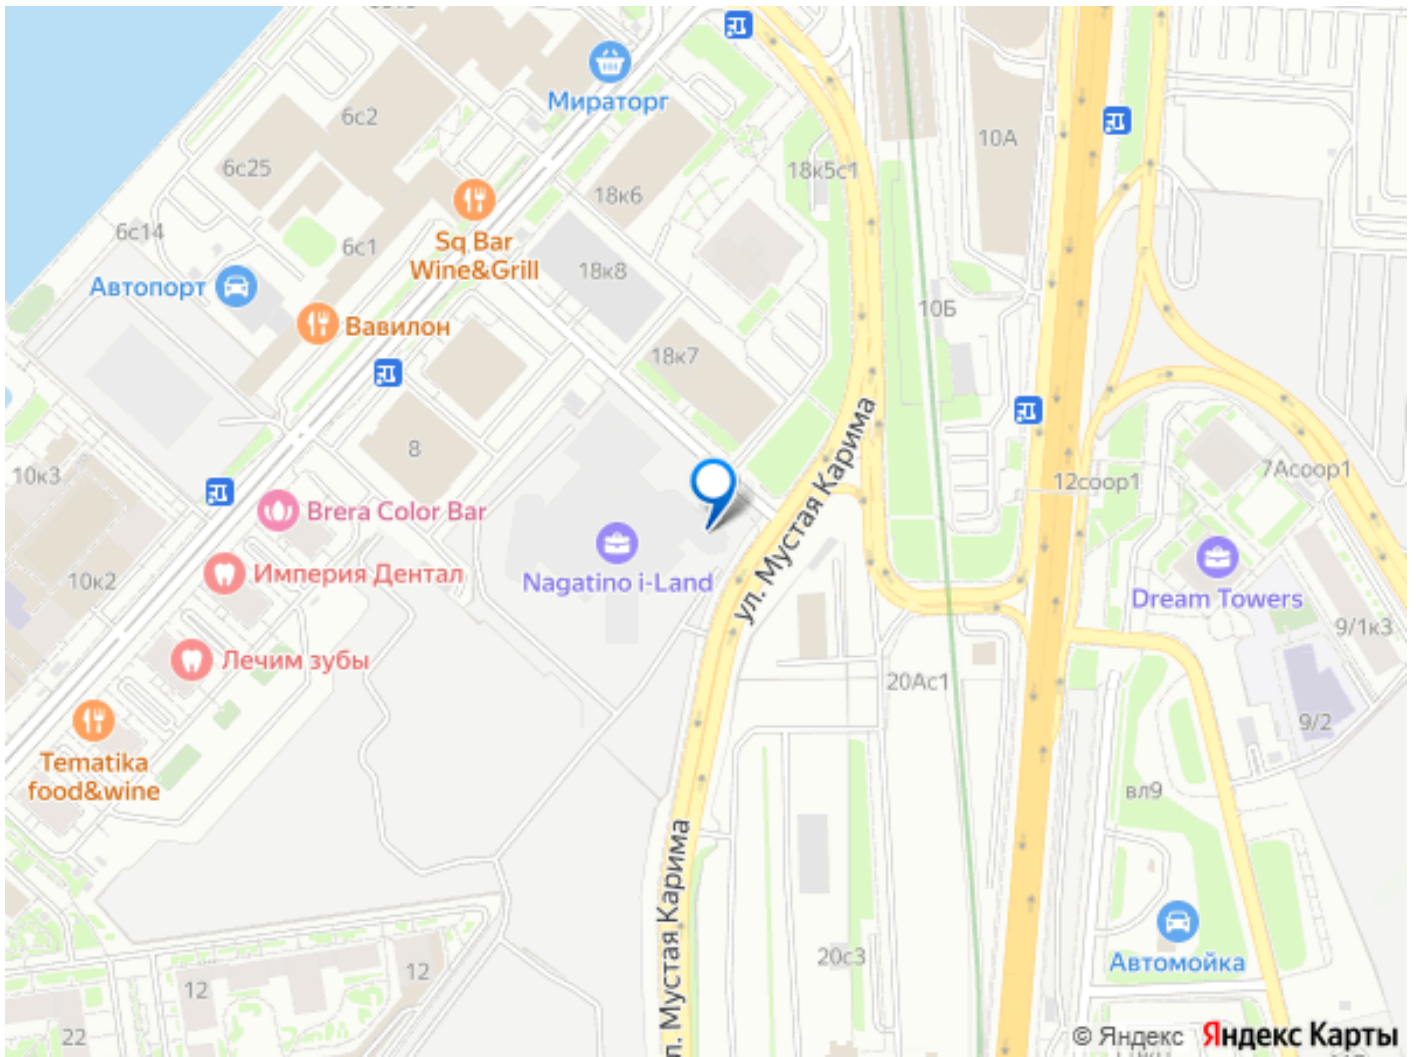 Мираторг
6с2
10А
6с25
18к5с1
18к6
6с14
Sq Bar
Wine&Grill
6с1
18к8
Автопорт
10Б
Вавилон
18к7
8
ул. Мустая Карима
10к3
7Асоор1
12соор1
Brera Color Bar
Nagatino i-Land
Империя Дентал
10к2
Dream Towers
9/1к3
Лечим зубы
20Ас1
9/2
Tematika
food&wine
вл9
л. Мустая Карима
20с3
Автомойка
12
12
22
© Яндекс Яндекс Карты